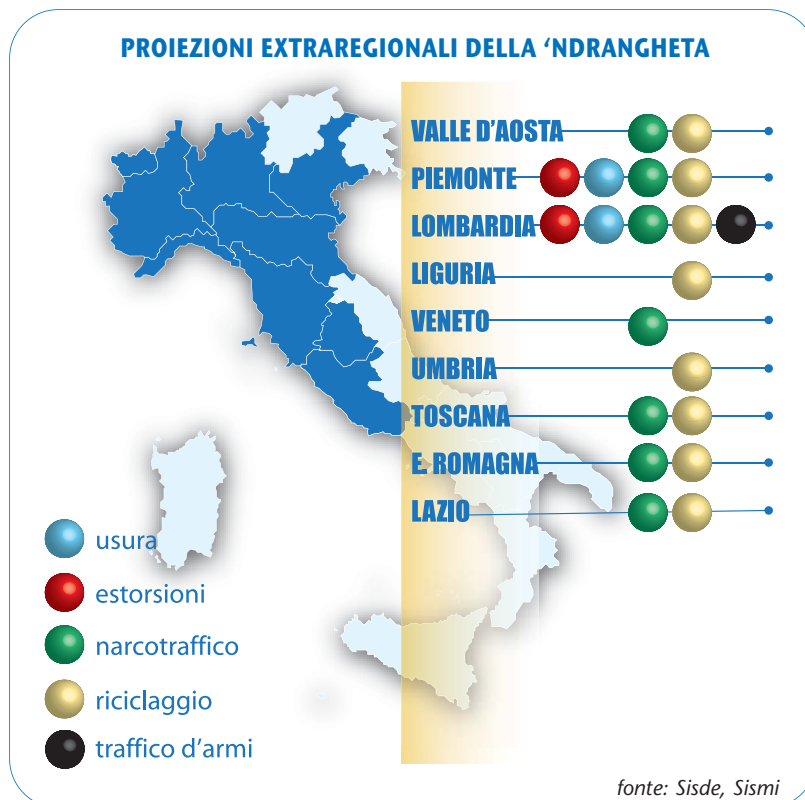 PROIEZIONI EXTRAREGIONALI DELLA ‘NDRANGHETA
VALLE D’AOSTA
PIEMONTE
LOMBARDIA
LIGURIA
VENETO
UMBRIA
TOSCANA
E. ROMAGNA
LAZIO
usura
estorsioni
narcotraffico
riciclaggio
traffico d’armi
fonte: Sisde, Sismi